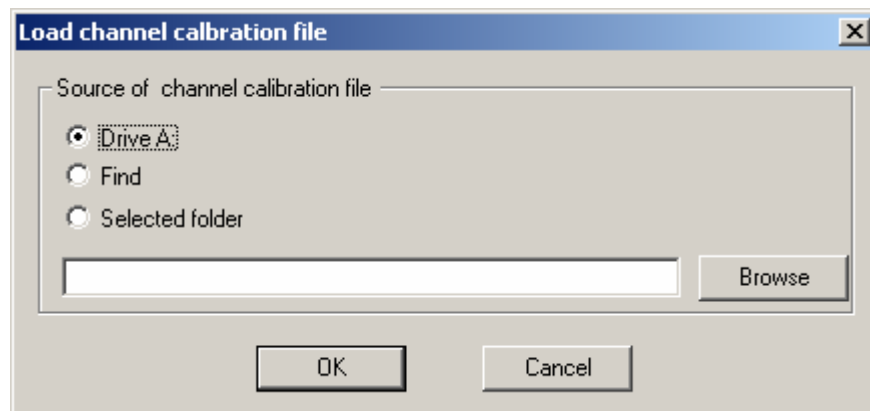 Load channel calbration file
Source of channel calibration file
Drive A:
Find
Selected folder
Browse
OK
Cancel